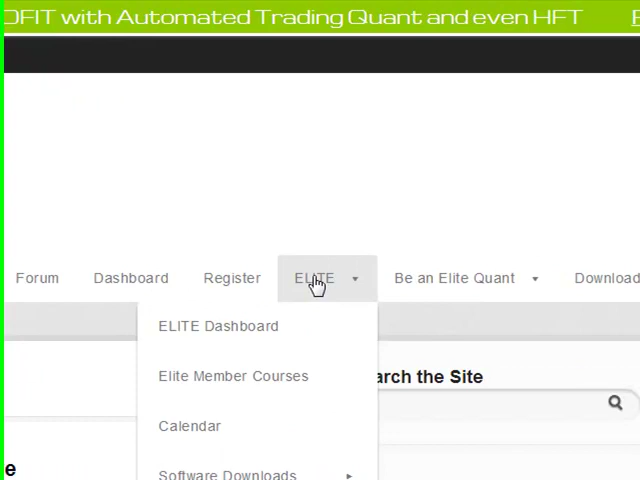 OFIT with Automated Trading Quant and even HFT
Forum Dashboard Register ELITE Be an Elite Quant Download
ELITE Dashboard
arch the Site
Elite Member Courses
Calendar
e
Software Downloads